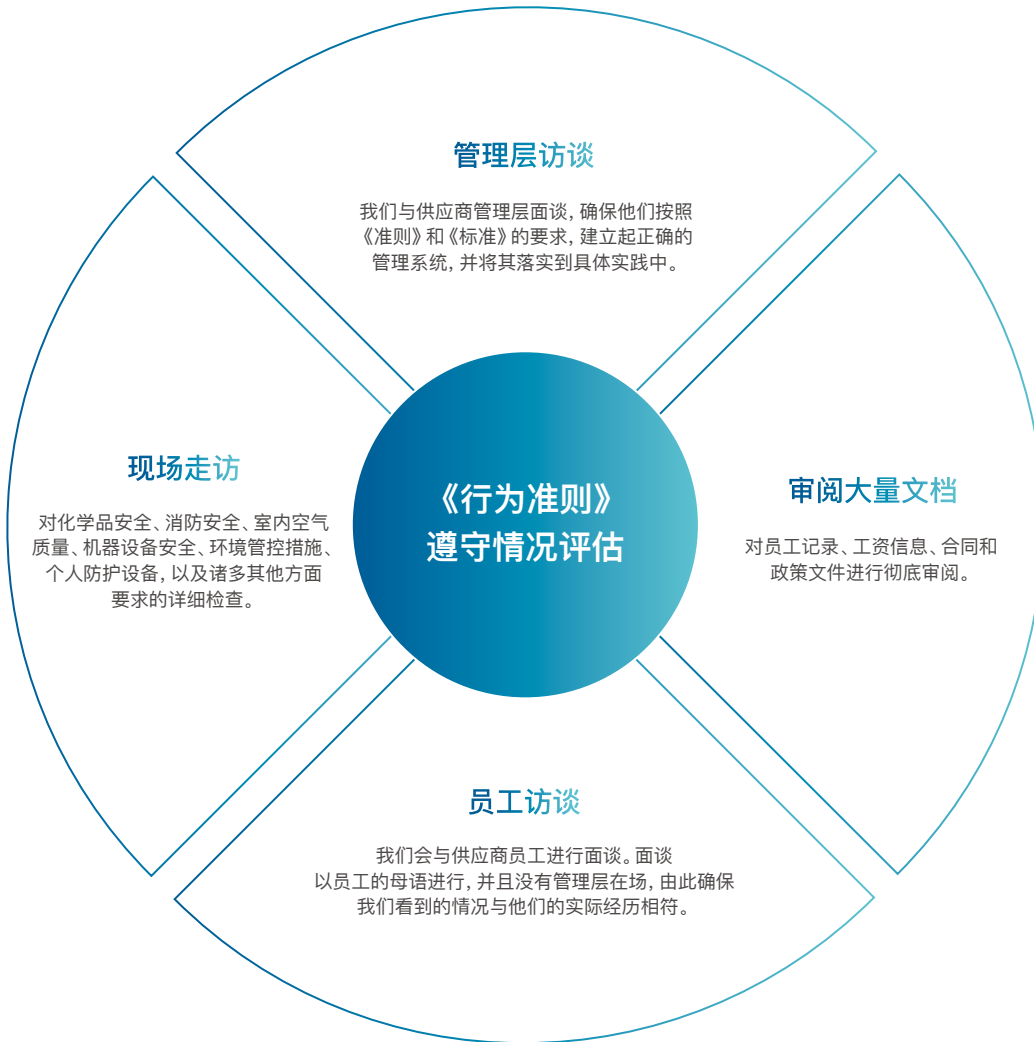 管理层访谈
我们与供应商管理层面谈，确保他们按照
《准则》和《标准》的要求，建立起正确的
管理系统，并将其落实到具体实践中。
现场走访
对化学品安全、消防安全、室内空气
质量、机器设备安全、环境管控措施、
个人防护设备，以及诸多其他方面
要求的详细检查。
《行为准则》
遵守情况评估
审阅大量文档
对员工记录、工资信息、合同和
政策文件进行彻底审阅。
员工访谈
我们会与供应商员工进行面谈。面谈
以员工的母语进行，并且没有管理层在场，由此确保
我们看到的情况与他们的实际经历相符。